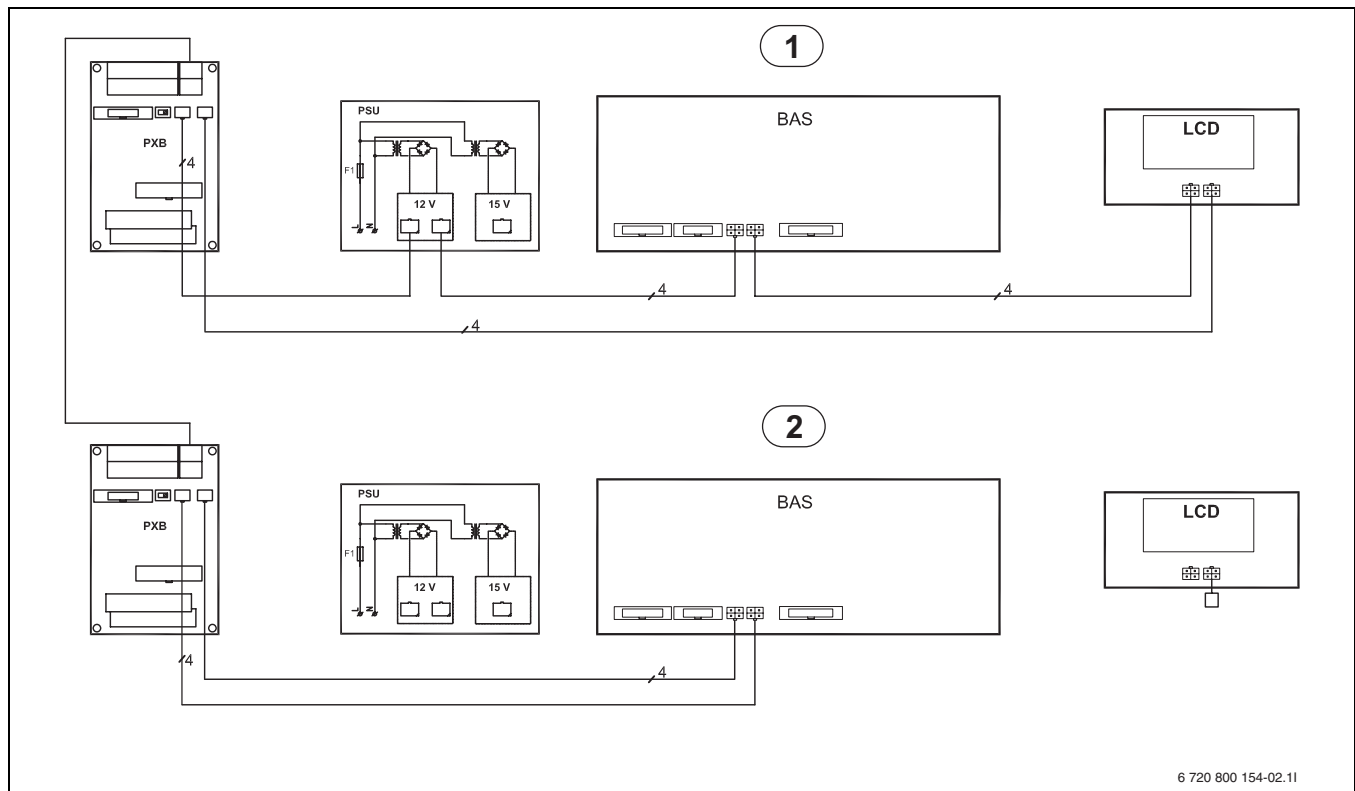 1
PXB
4
PSU
F1
L
N
12 V
15 V
BAS
LCD
4
4
4
2
PXB
4
PSU
F1
L
N
12 V
15 V
BAS
LCD
4
6 720 800 154-02.1I